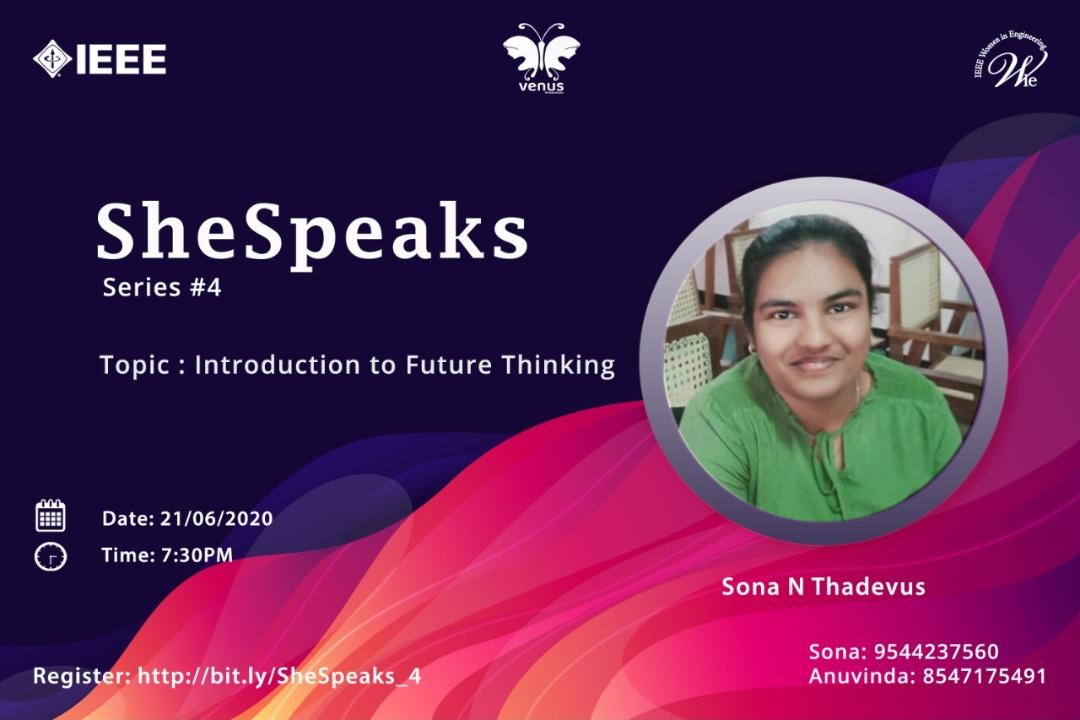 IEEE
venus
IEEE Women in Engineering
Wie
SheSpeaks
Series #4
Topic : Introduction to Future Thinking
Date: 21/06/2020
Time: 7:30PM
Sona N Thadevus
Sona: 9544237560
Anuvinda: 8547175491
Register: http://bit.ly/SheSpeaks_4